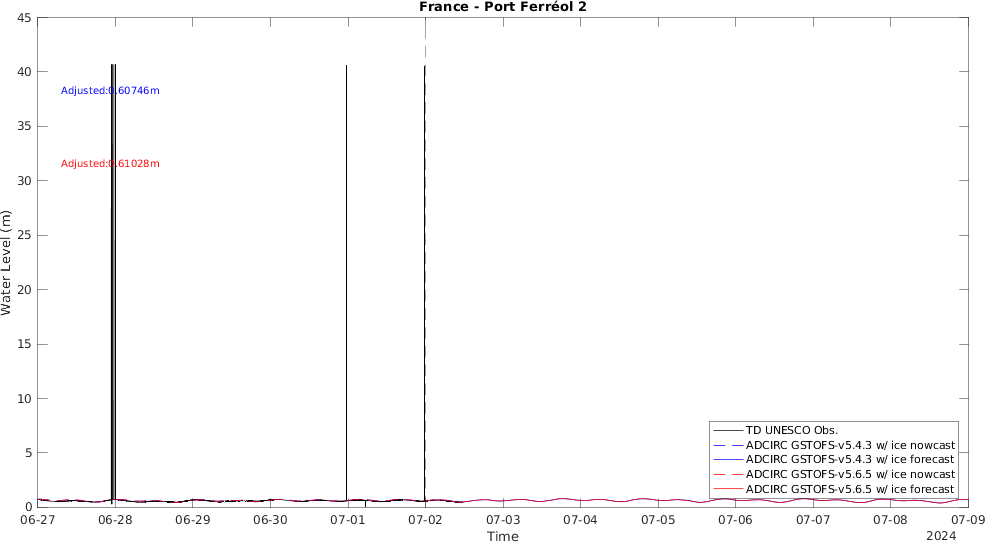 France - Port Ferréol 2
45
40
35
30
25
20
15
10
5
0
Water Level (m)
Adjusted:0.60746m
Adjusted:0.61028m
TD UNESCO Obs.
ADCIRC GSTOFS-v5.4.3 w/ ice nowcast
ADCIRC GSTOFS-v5.4.3 w/ ice forecast
ADCIRC GSTOFS-v5.6.5 w/ ice nowcast
ADCIRC GSTOFS-v5.6.5 w/ ice forecast
06-27 06-28 06-29 06-30 07-01 07-02 07-03 07-04 07-05 07-06 07-07 07-08 07-09
Time
2024